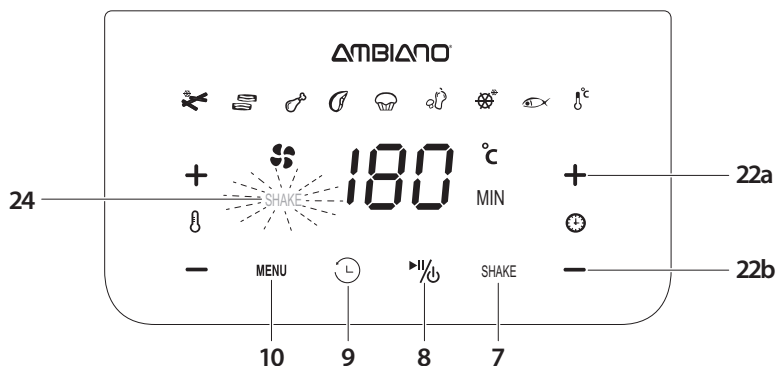 AMBIANO
°C
180 °C
MIN
24
SHAKE
22a
22b
MENU
SHAKE
10 9 8 7